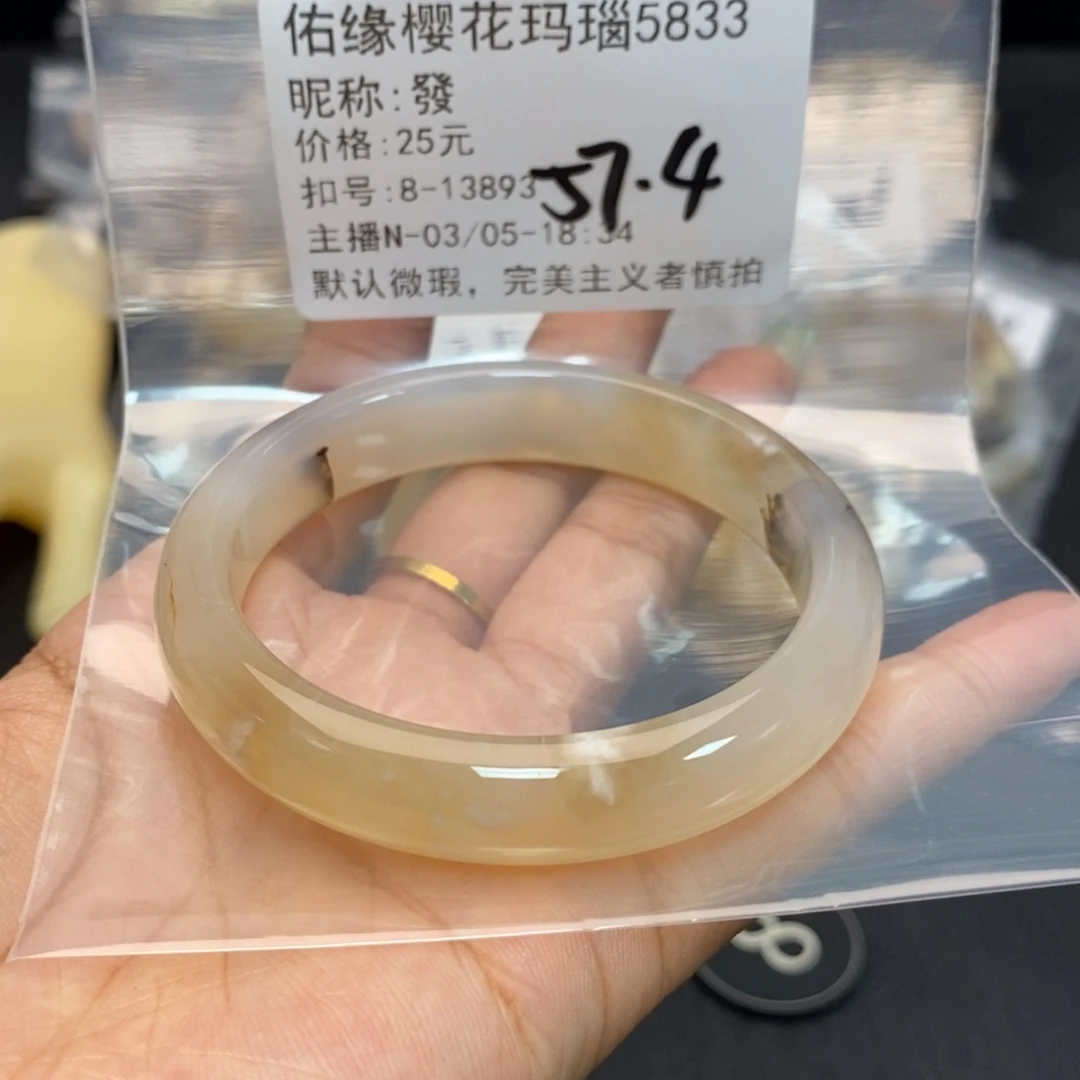 佑缘樱花玛瑙5833
昵称:發
价格:25元
扣号:8-13893
57.4
主播N-03/05-18:34
默认微瑕，完美主义者慎拍